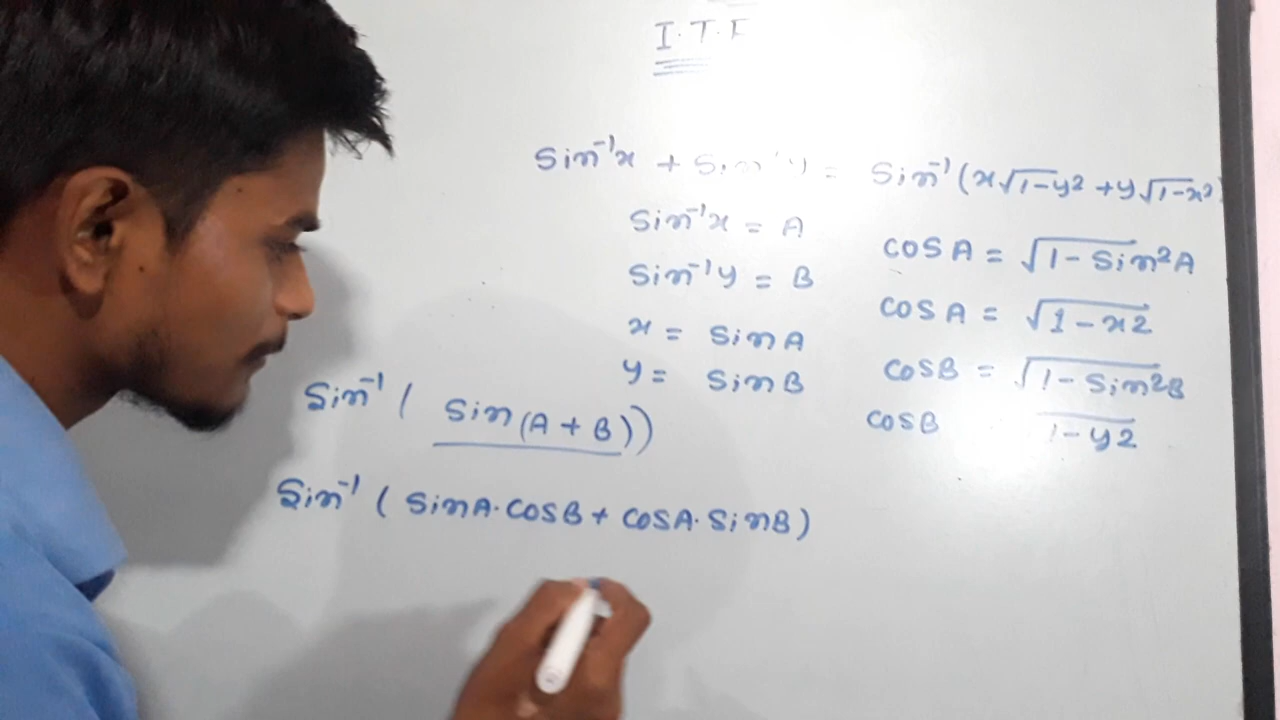 I.T.F
Sin⁻¹x + Sin⁻¹y = Sin⁻¹(x√1-y2 + y√1-x²)
Sin⁻¹x = A
Sin⁻¹y = B
x = SinA
y = SinB
COSA = √1-Sin²A
COSA = √1-x2
COSB = √1-Sin2B
COSB 1-y2
Sin⁻¹( Sin(A+B))
Sin⁻¹( SinA·COSB + COSA·SinB)